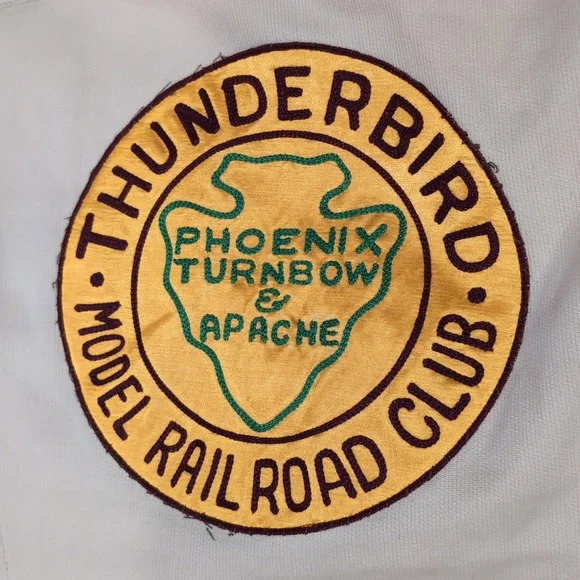 THUNDERBIRD
PHOENIX
TURNBOW
&
APACHE
• MODEL RAILROAD CLUB •